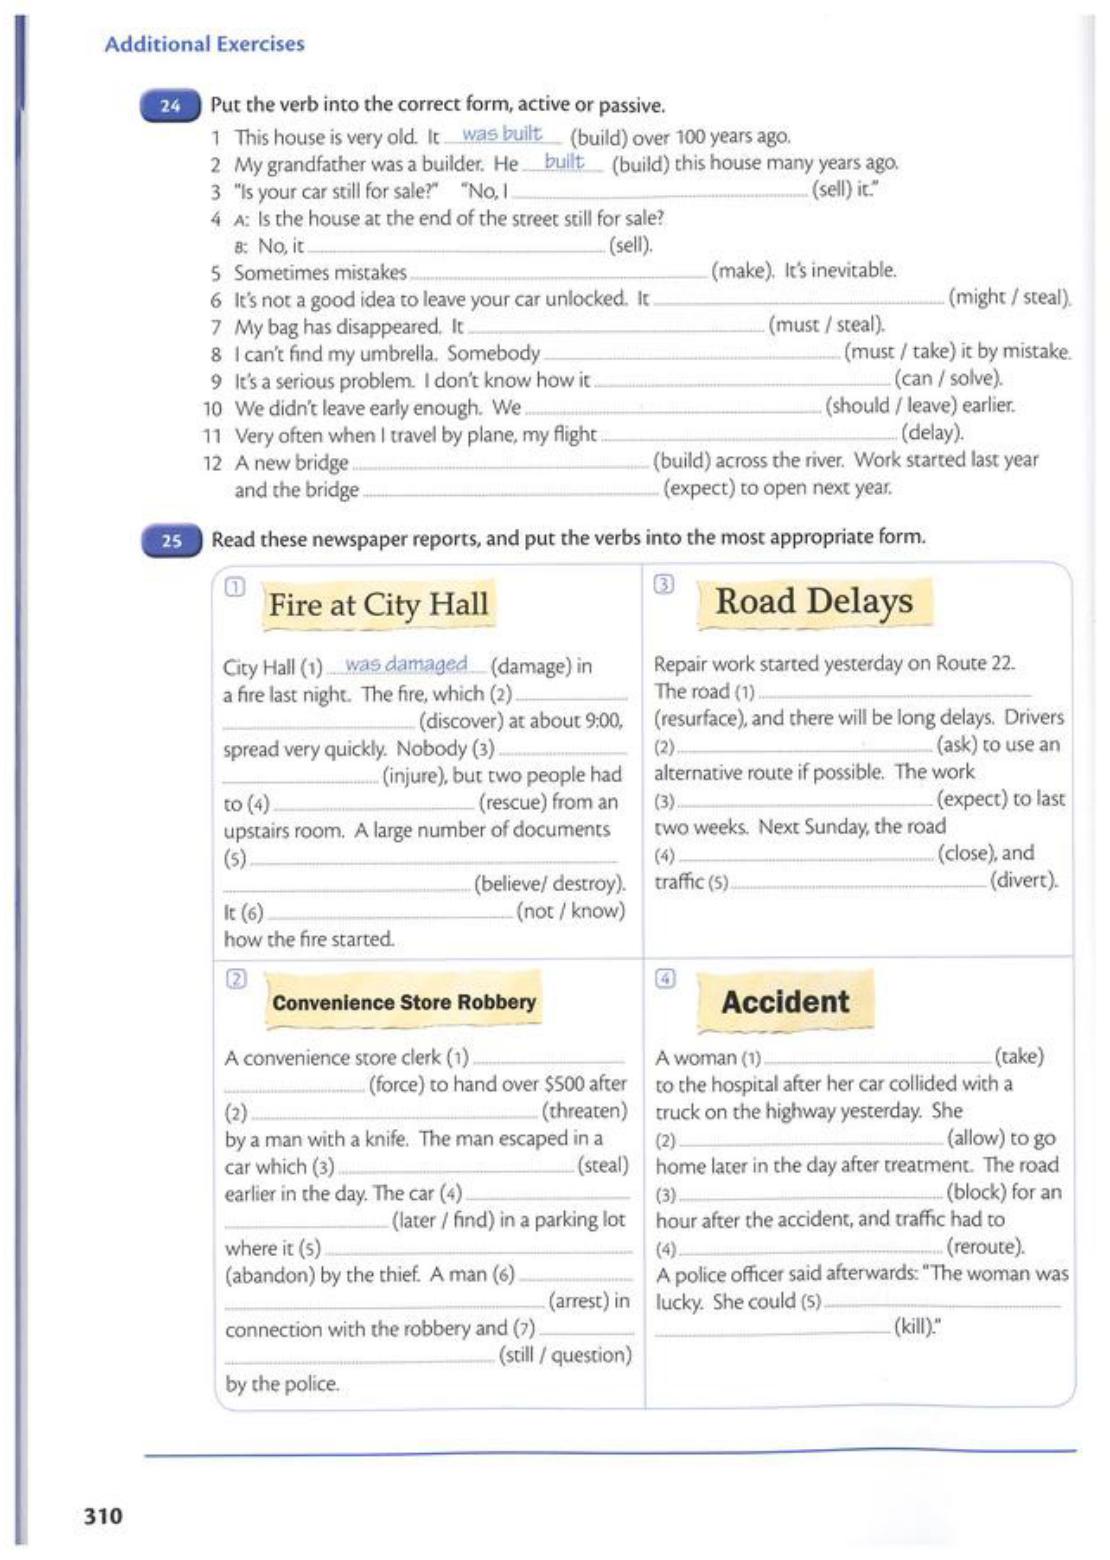 Additional Exercises
24 Put the verb into the correct form, active or passive.
1 This house is very old. It was built (build) over 100 years ago.
2 My grandfather was a builder. He built (build) this house many years ago.
3 "Is your car still for sale?" "No, I (sell) it."
4 A: Is the house at the end of the street still for sale?
B: No, it (sell).
5 Sometimes mistakes (make). It's inevitable.
6 It's not a good idea to leave your car unlocked. It (might / steal).
7 My bag has disappeared. It (must / steal).
8 I can't find my umbrella. Somebody (must / take) it by mistake.
9 It's a serious problem. I don't know how it (can / solve).
10 We didn't leave early enough. We (should / leave) earlier.
11 Very often when I travel by plane, my flight (delay).
12 A new bridge (build) across the river. Work started last year
and the bridge (expect) to open next year.
25 Read these newspaper reports, and put the verbs into the most appropriate form.
1
Fire at City Hall
City Hall (1) was damaged (damage) in
a fire last night. The fire, which (2)
(discover) at about 9:00,
spread very quickly. Nobody (3)
(injure), but two people had
to (4) (rescue) from an
upstairs room. A large number of documents
(5)
(believe/ destroy).
It (6) (not / know)
how the fire started.
2
Convenience Store Robbery
A convenience store clerk (1)
(force) to hand over $500 after
(2) (threaten)
by a man with a knife. The man escaped in a
car which (3) (steal)
earlier in the day. The car (4)
(later / find) in a parking lot
where it (5)
(abandon) by the thief. A man (6)
(arrest) in
connection with the robbery and (7)
(still / question)
by the police.
3
Road Delays
Repair work started yesterday on Route 22.
The road (1)
(resurface), and there will be long delays. Drivers
(2) (ask) to use an
alternative route if possible. The work
(3) (expect) to last
two weeks. Next Sunday, the road
(4) (close), and
traffic (5) (divert).
4
Accident
A woman (1) (take)
to the hospital after her car collided with a
truck on the highway yesterday. She
(2) (allow) to go
home later in the day after treatment. The road
(3) (block) for an
hour after the accident, and traffic had to
(4) (reroute).
A police officer said afterwards: "The woman was
lucky. She could (5)
(kill)."
310